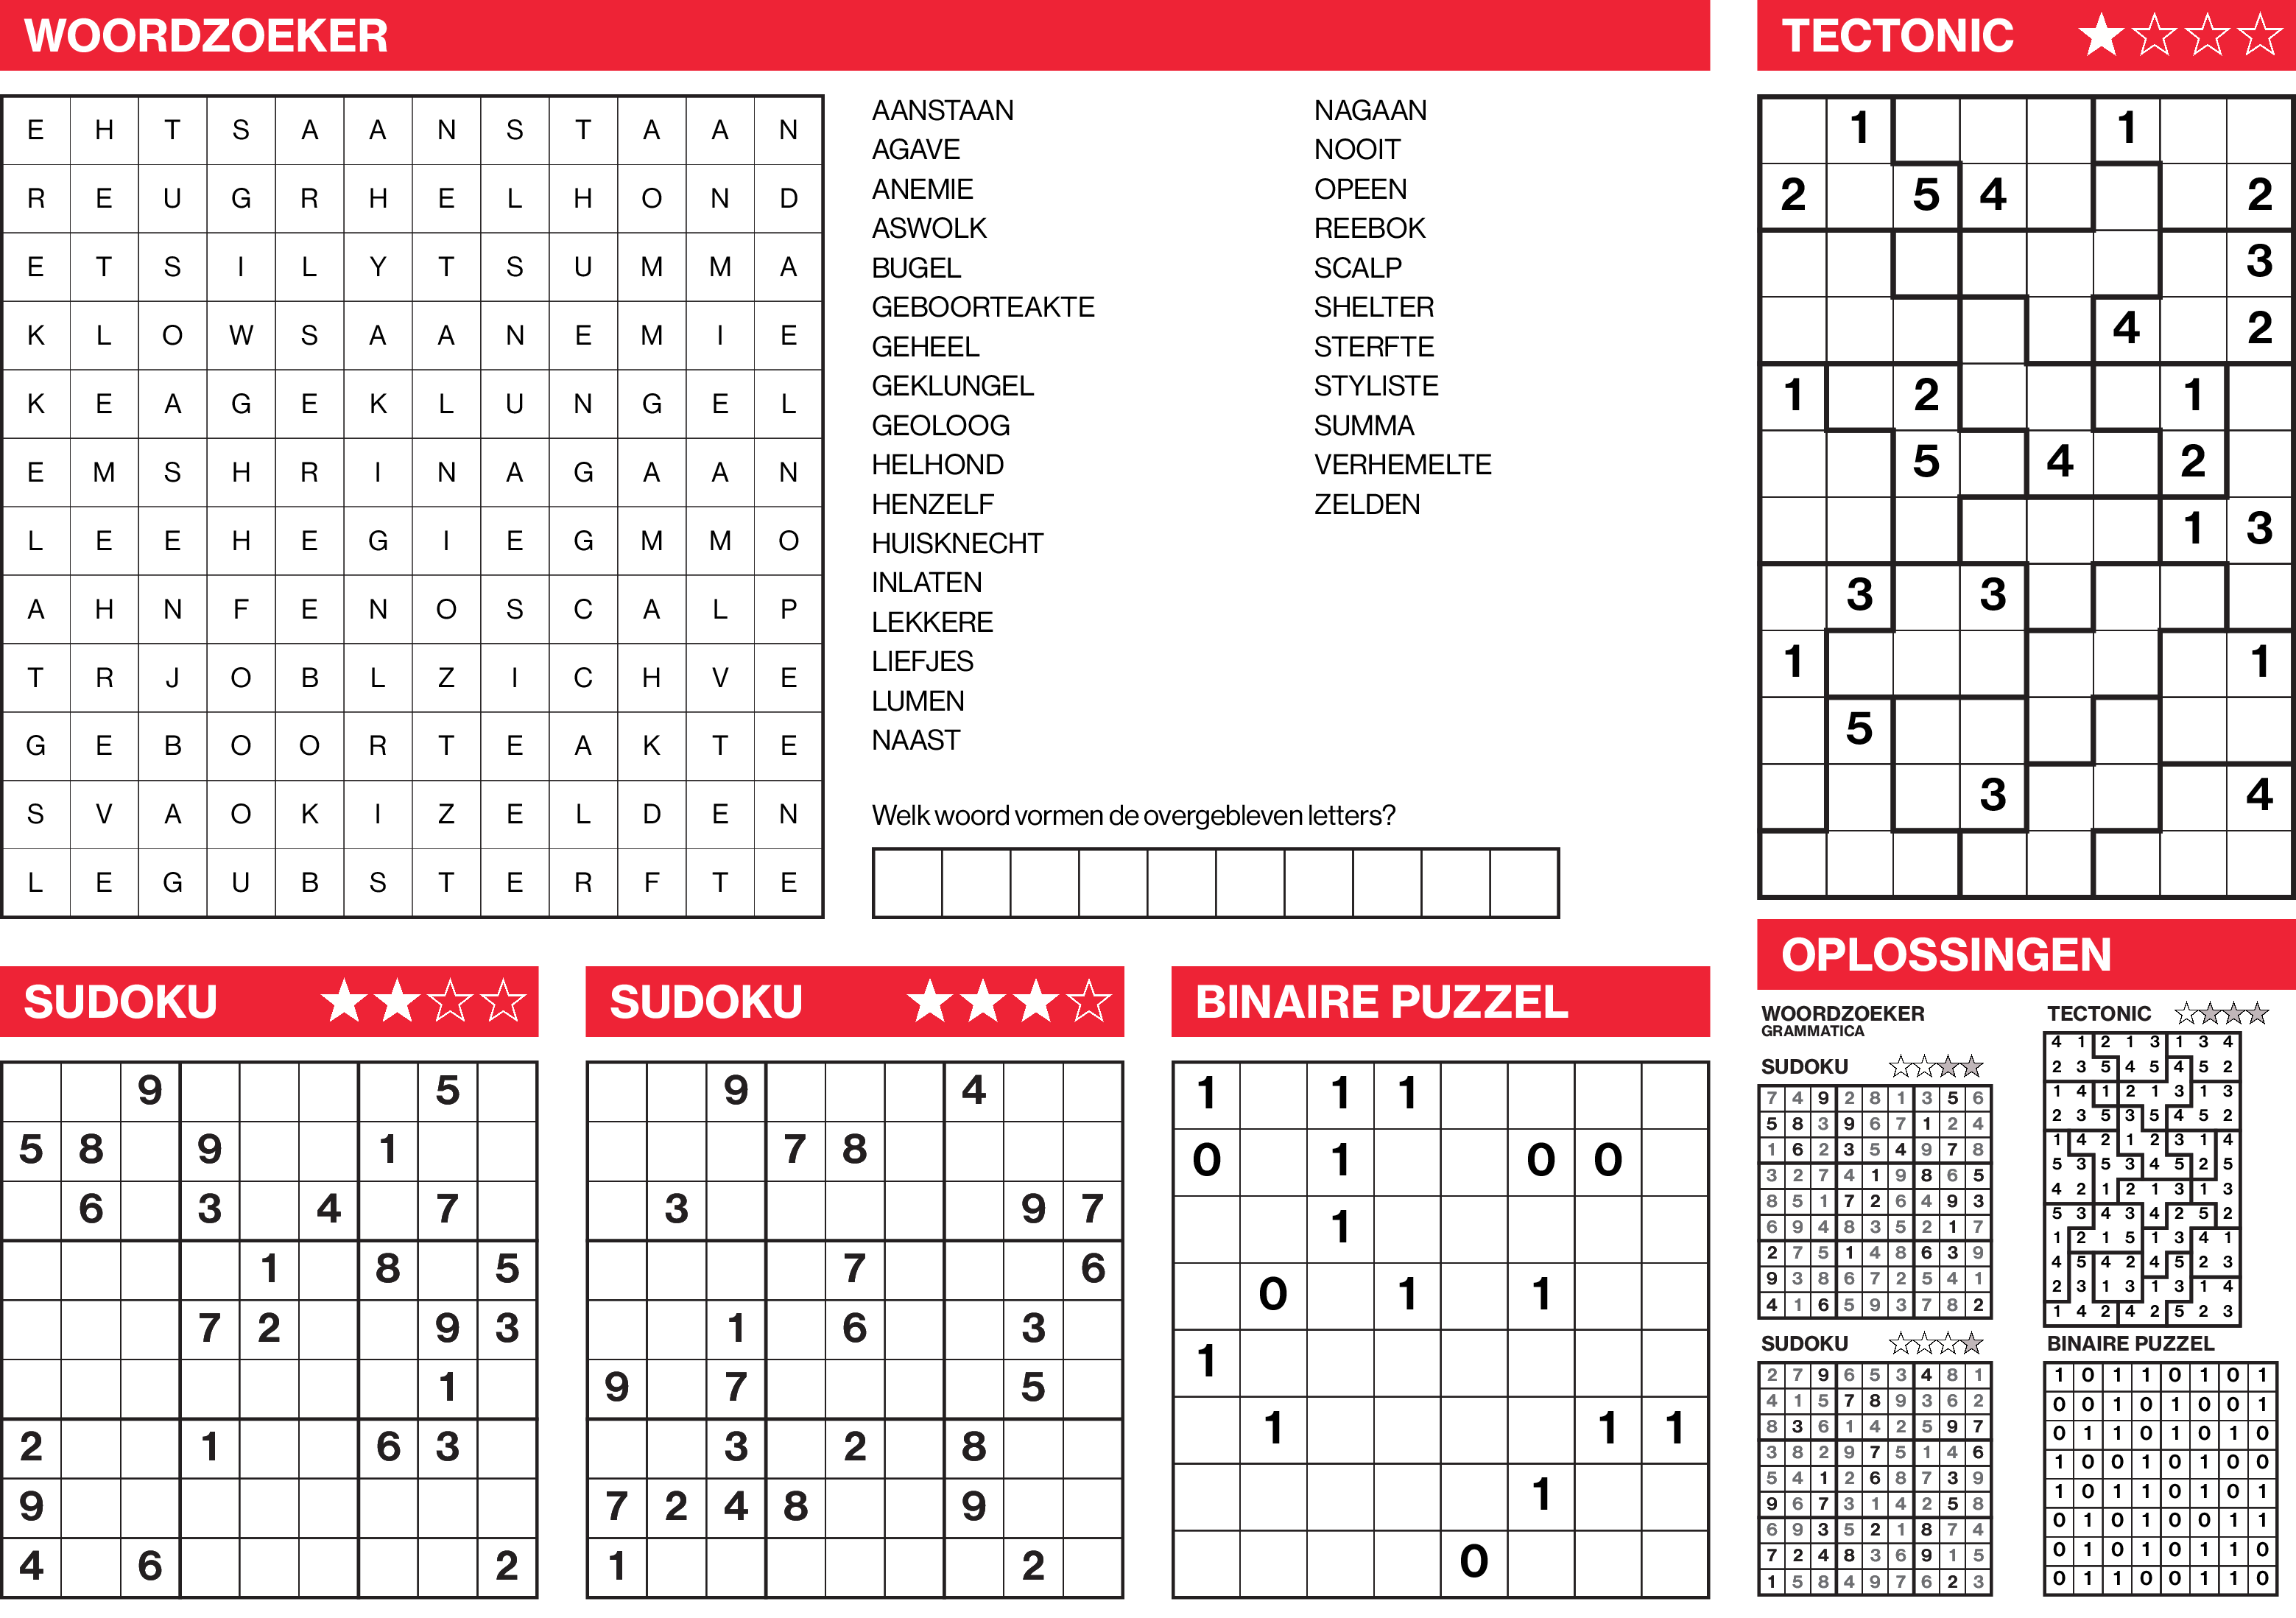 WOORDZOEKER
E H T S A A N S T A A N
R E U G R H E L H O N D
E T S I L Y T S U M M A
K L O W S A A N E M I E
K E A G E K L U N G E L
E M S H R I N A G A A N
L E E H E G I E G M M O
A H N F E N O S C A L P
T R J O B L Z I C H V E
G E B O O R T E A K T E
S V A O K I Z E L D E N
L E G U B S T E R F T E
AANSTAAN
AGAVE
ANEMIE
ASWOLK
BUGEL
GEBOORTEAKTE
GEHEEL
GEKLUNGEL
GEOLOOG
HELHOND
HENZELF
HUISKNECHT
INLATEN
LEKKERE
LIEFJES
LUMEN
NAAST
NAGAAN
NOOIT
OPEEN
REEBOK
SCALP
SHELTER
STERFTE
STYLISTE
SUMMA
VERHEMELTE
ZELDEN
Welk woord vormen de overgebleven letters?
TECTONIC
1 1
2 5 4 2
3
4 2
1 2 1
5 4 2
1 3
3 3
1 1
5
3 4
SUDOKU
9 5
5 8 9 1
6 3 4 7
1 8 5
7 2 9 3
1
2 1 6 3
9
4 6 2
SUDOKU
9 4
7 8
3 9 7
7 6
1 6 3
9 7 5
3 2 8
7 2 4 8 9
1 2
BINAIRE PUZZEL
1 1 1
0 1 0 0
1
0 1 1
1
1 1 1
1
0
OPLOSSINGEN
WOORDZOEKER
GRAMMATICA
SUDOKU
7 4 9 2 8 1 3 5 6
5 8 3 9 6 7 1 2 4
1 6 2 3 5 4 9 7 8
3 2 7 4 1 9 8 6 5
8 5 1 7 2 6 4 9 3
6 9 4 8 3 5 2 1 7
2 7 5 1 4 8 6 3 9
9 3 8 6 7 2 5 4 1
4 1 6 5 9 3 7 8 2
SUDOKU
2 7 9 6 5 3 4 8 1
4 1 5 7 8 9 3 6 2
8 3 6 1 4 2 5 9 7
3 8 2 9 7 5 1 4 6
5 4 1 2 6 8 7 3 9
9 6 7 3 1 4 2 5 8
6 9 3 5 2 1 8 7 4
7 2 4 8 3 6 9 1 5
1 5 8 4 9 7 6 2 3
TECTONIC
4 1 2 1 3 1 3 4
2 3 5 4 5 4 5 2
1 4 1 2 1 3 1 3
2 3 5 3 5 4 5 2
1 4 2 1 2 3 1 4
5 3 5 3 4 5 2 5
4 2 1 2 1 3 1 3
5 3 4 3 4 2 5 2
1 2 1 5 1 3 4 1
4 5 4 2 4 5 2 3
2 3 1 3 1 3 1 4
1 4 2 4 2 5 2 3
BINAIRE PUZZEL
1 0 1 1 0 1 0 1
0 0 1 0 1 0 0 1
0 1 1 0 1 0 1 0
1 0 0 1 0 1 0 0
1 0 1 1 0 1 0 1
0 1 0 1 0 0 1 1
0 1 0 1 0 1 1 0
0 1 1 0 0 1 1 0